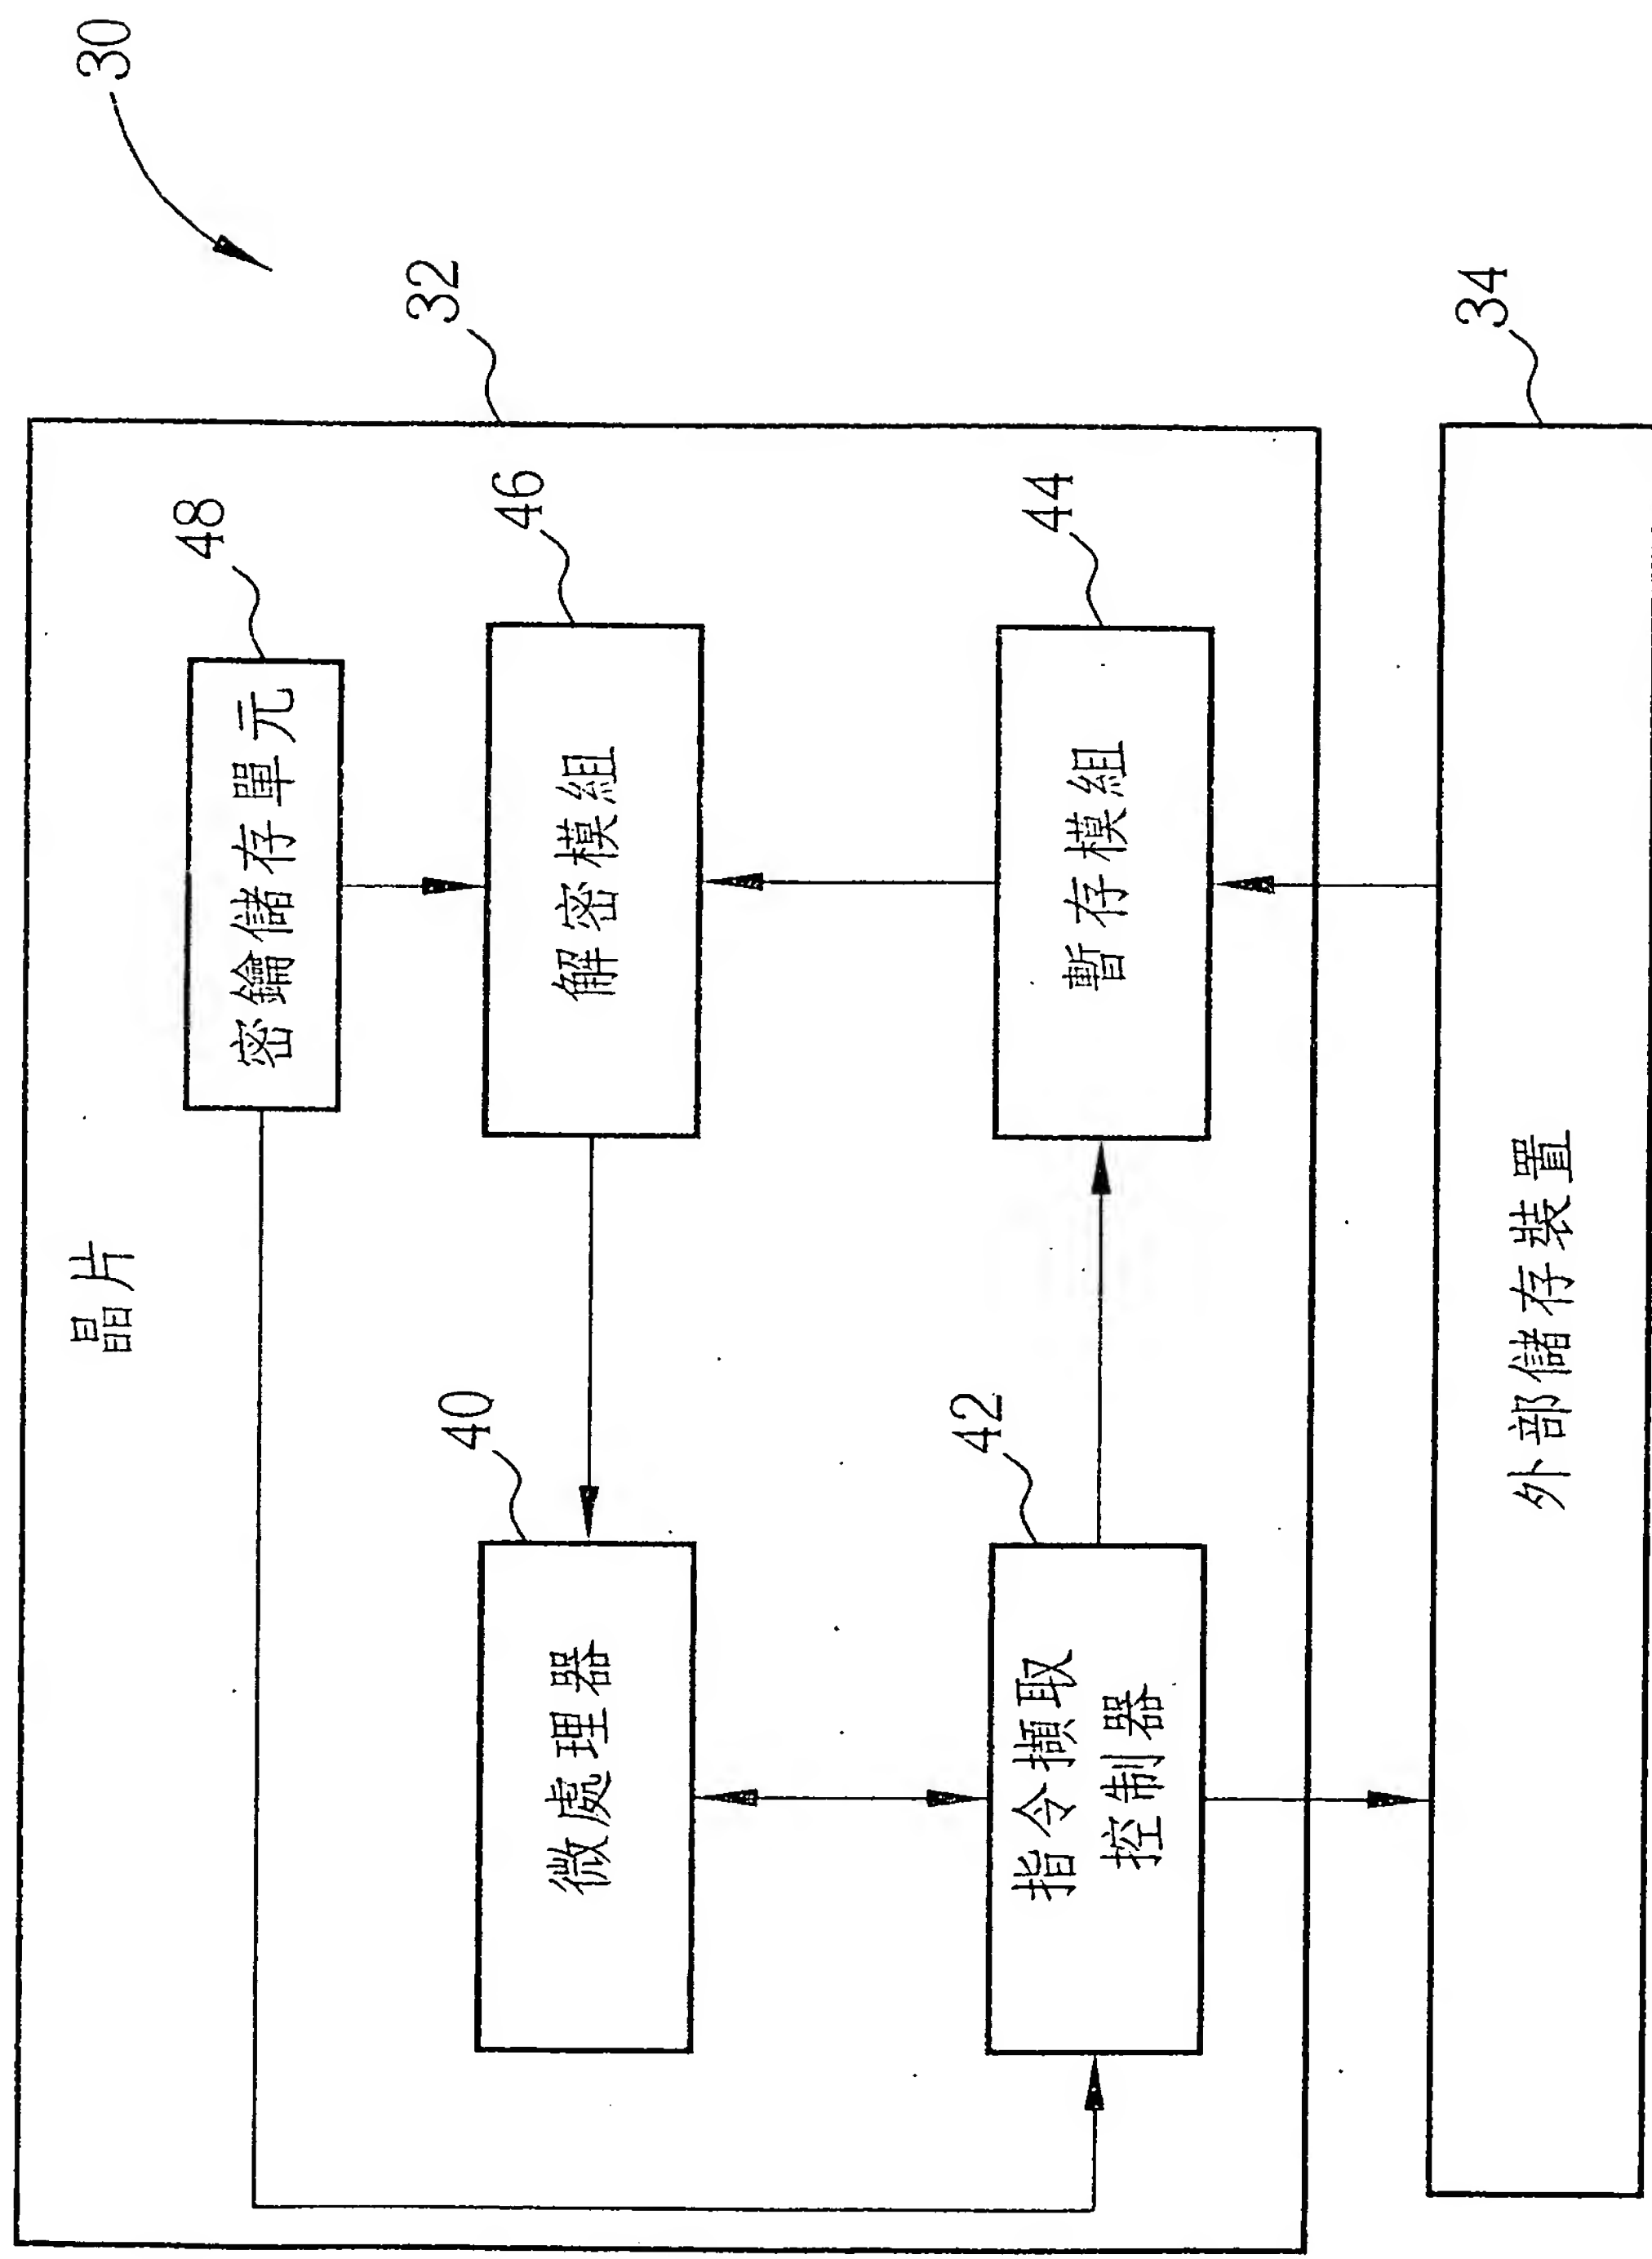 30
32
晶片
48
密鑰儲存單元
40
微處理器
46
解密模組
42
指令擷取
控制器
44
暫存模組
34
外部儲存裝置